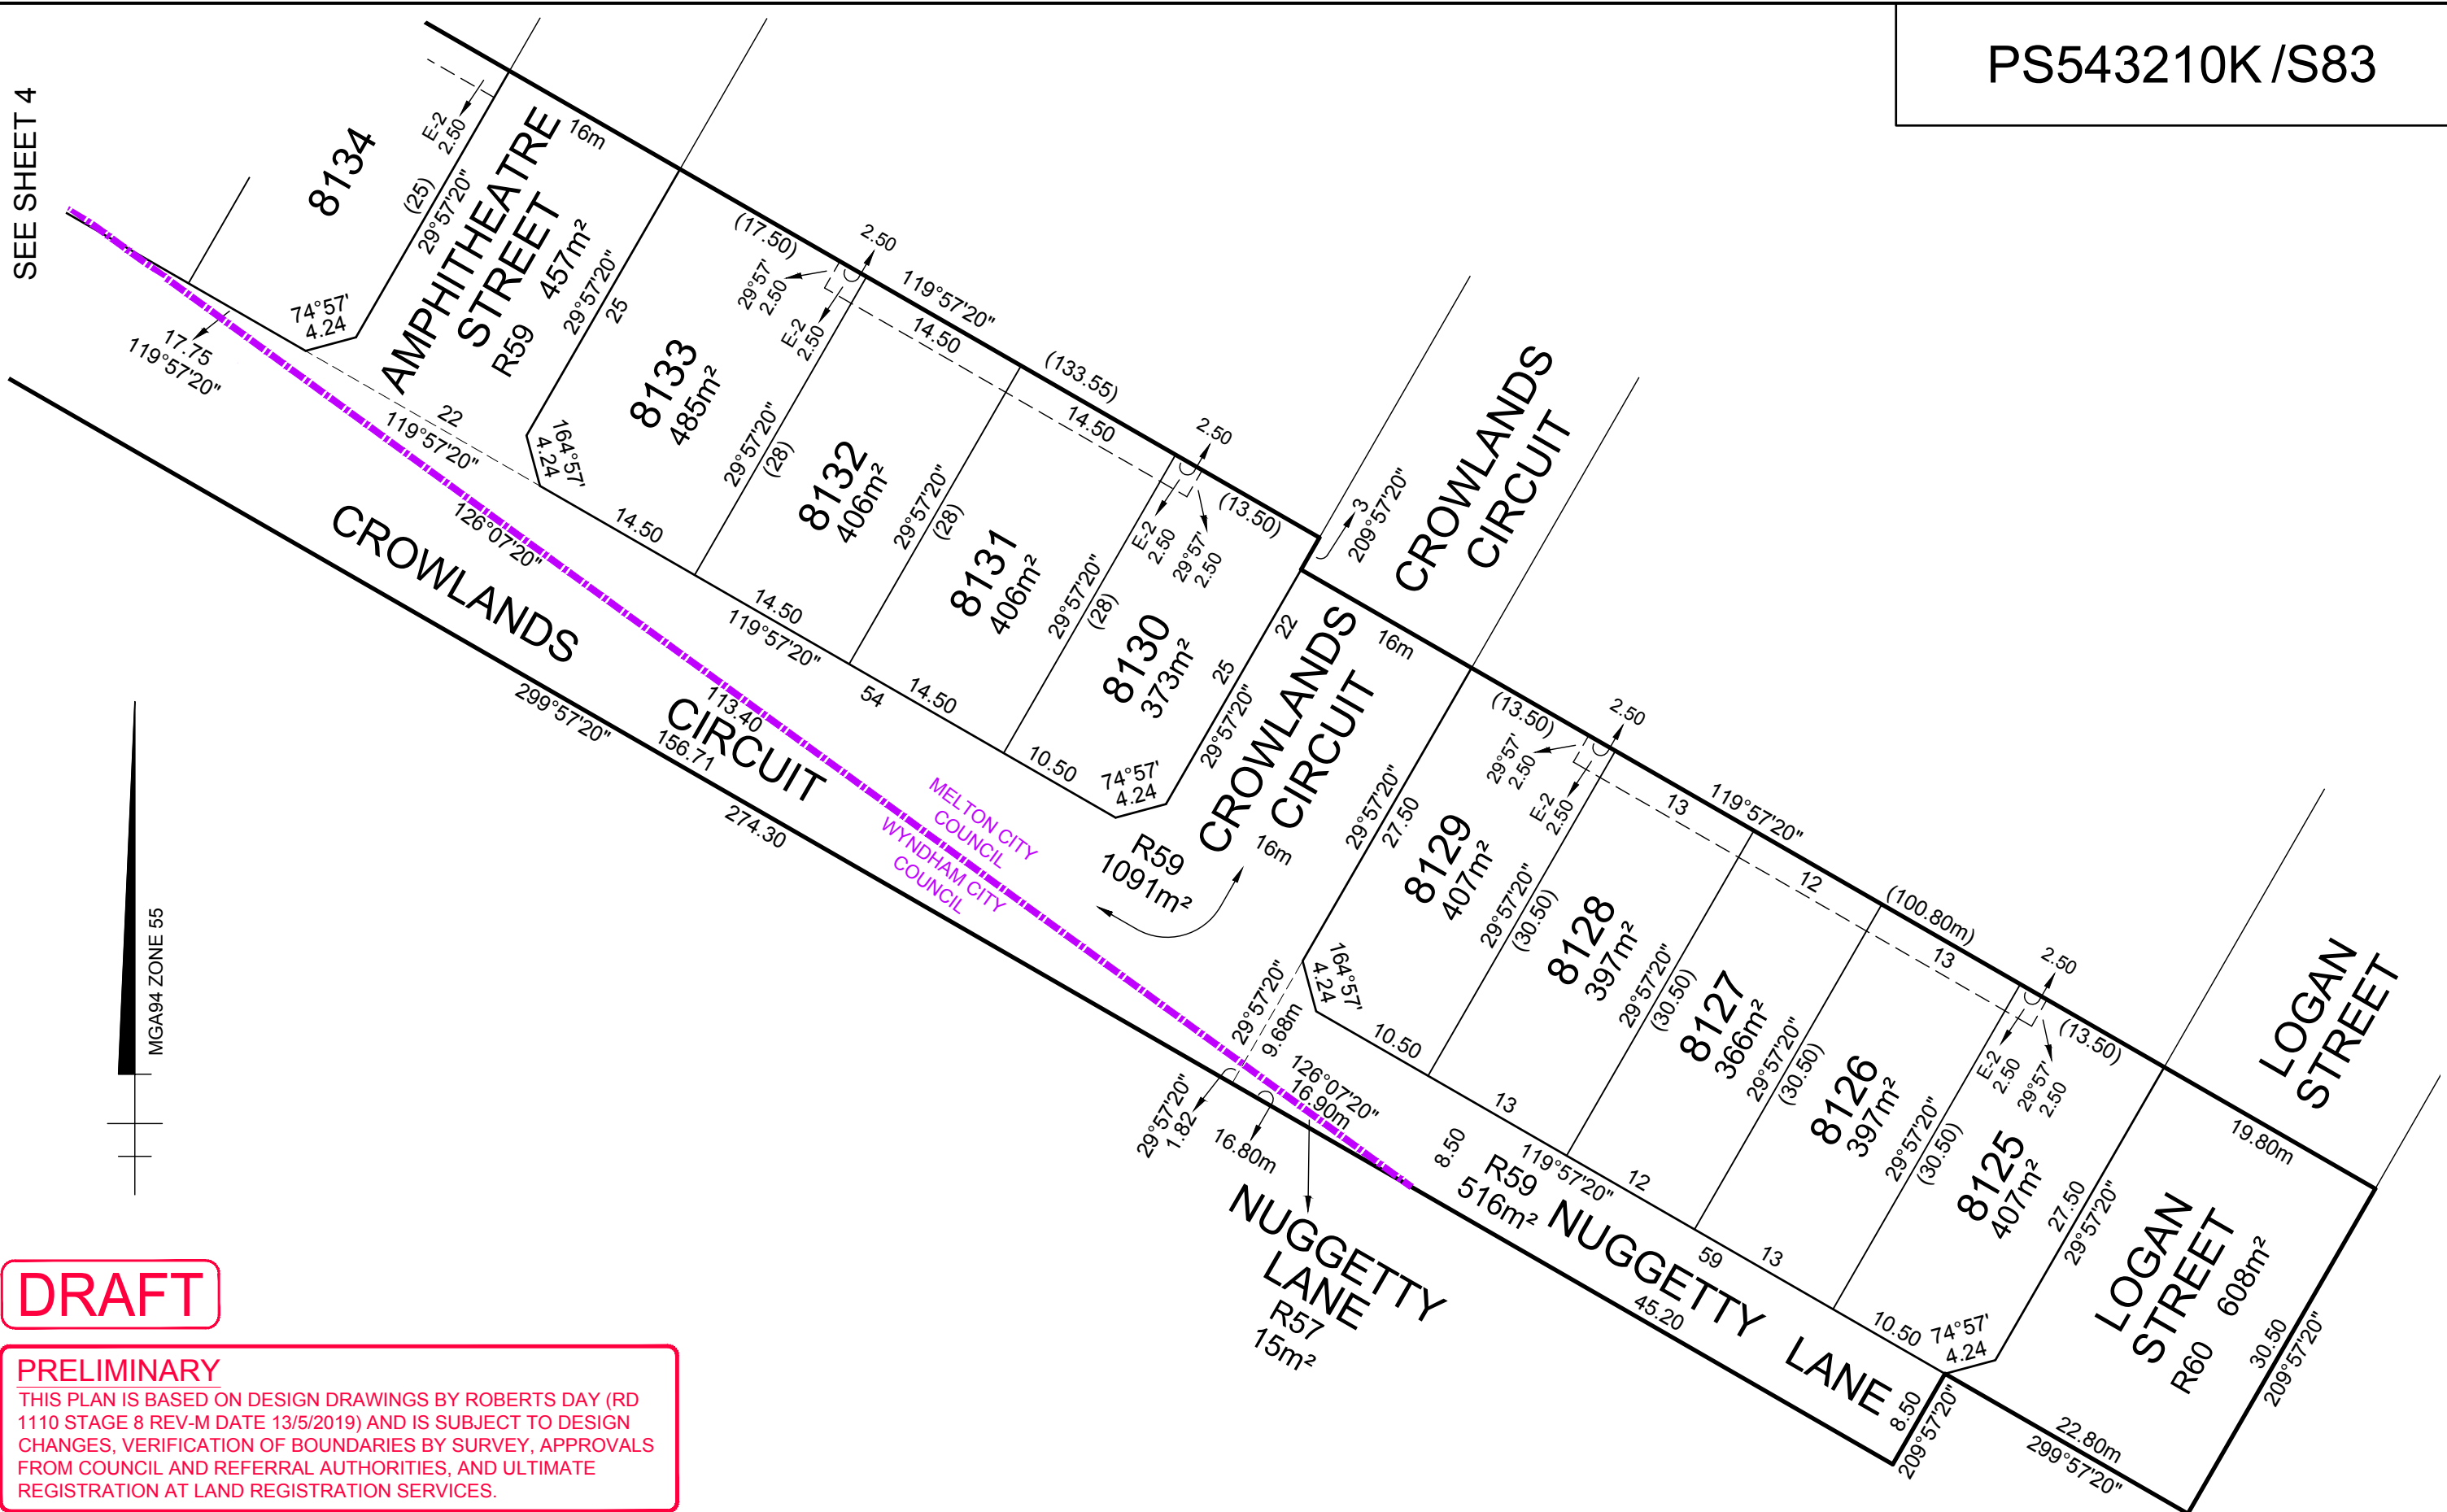 PS543210K /S83
SEE SHEET 4
8134
E-2
2.50
(25)
29°57'20"
AMPHITHEATRE
STREET
R59 457m²
16m
29°57'20"
25
74°57'
4.24
17.75
119°57'20"
22
119°57'20"
164°57'
4.24
(17.50)
2.50
29°57'
2.50
E-2
2.50
8133
485m²
29°57'20"
(28)
119°57'20"
14.50
(133.55)
14.50
8132
406m²
29°57'20"
(28)
8131
406m²
29°57'20"
(28)
2.50
(13.50)
E-2
2.50
29°57'
2.50
8130
373m²
3
209°57'20"
CROWLANDS
CIRCUIT
22
25
29°57'20"
16m
CROWLANDS
CIRCUIT
16m
14.50
14.50
119°57'20"
54
14.50
10.50
74°57'
4.24
126°07'20"
113.40
CROWLANDS
CIRCUIT
299°57'20"
156.71
274.30
MELTON CITY
COUNCIL
WYNDHAM CITY
COUNCIL
R59
1091m²
MGA94 ZONE 55
(13.50)
2.50
29°57'
2.50
E-2
2.50
29°57'20"
27.50
8129
407m²
29°57'20"
(30.50)
13
119°57'20"
8128
397m²
29°57'20"
(30.50)
12
8127
366m²
29°57'20"
(30.50)
(100.80m)
13
8126
397m²
29°57'20"
(30.50)
2.50
(13.50)
E-2
2.50
29°57'
2.50
8125
407m²
27.50
29°57'20"
LOGAN
STREET
19.80m
LOGAN
STREET
R60 608m²
30.50
209°57'20"
164°57'
4.24
29°57'20"
9.68m
10.50
13
126°07'20"
16.90m
29°57'20"
1.82
16.80m
8.50
R59
516m²
119°57'20"
12
59
13
10.50
74°57'
4.24
NUGGETTY LANE
45.20
8.50
209°57'20"
22.80m
299°57'20"
NUGGETTY
LANE
R57
15m²
DRAFT
PRELIMINARY
THIS PLAN IS BASED ON DESIGN DRAWINGS BY ROBERTS DAY (RD
1110 STAGE 8 REV-M DATE 13/5/2019) AND IS SUBJECT TO DESIGN
CHANGES, VERIFICATION OF BOUNDARIES BY SURVEY, APPROVALS
FROM COUNCIL AND REFERRAL AUTHORITIES, AND ULTIMATE
REGISTRATION AT LAND REGISTRATION SERVICES.